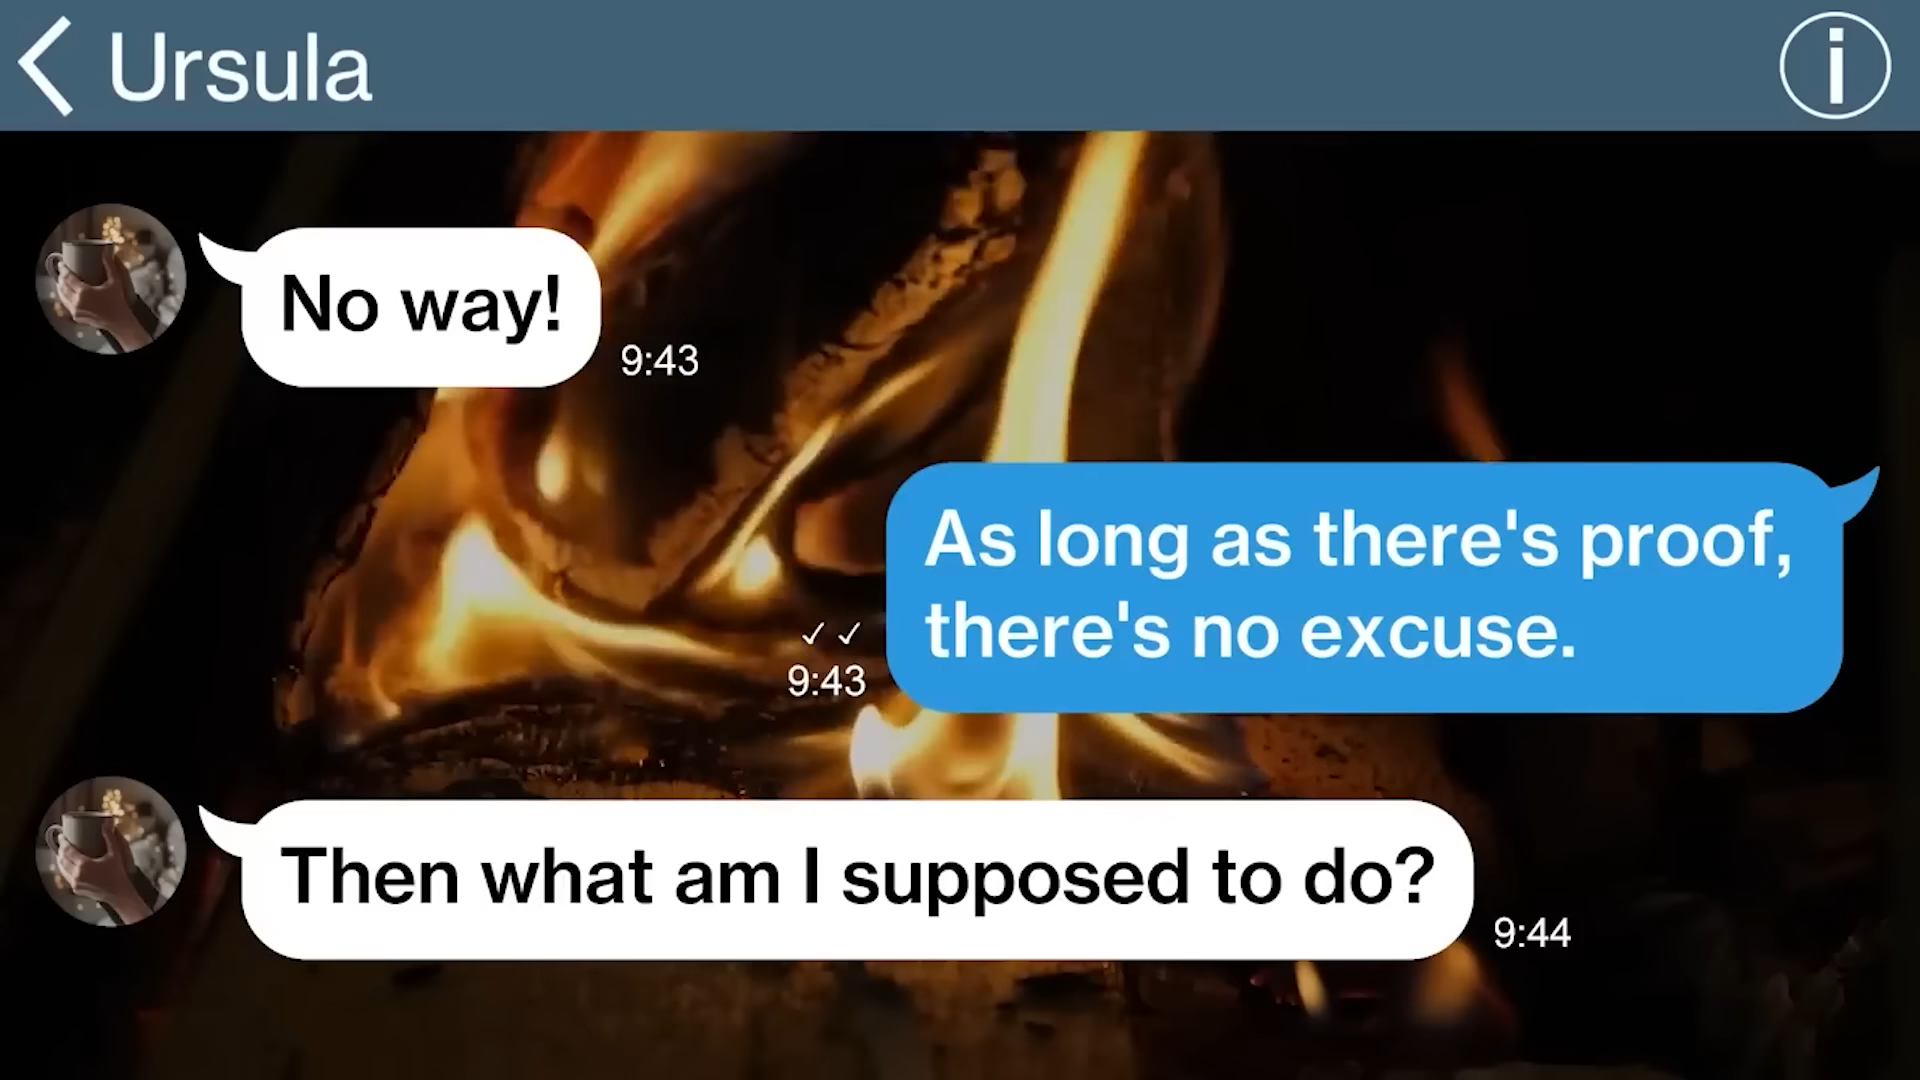 Ursula
No way!
9:43
As long as there's proof,
there's no excuse.
✓✓
9:43
Then what am I supposed to do?
9:44